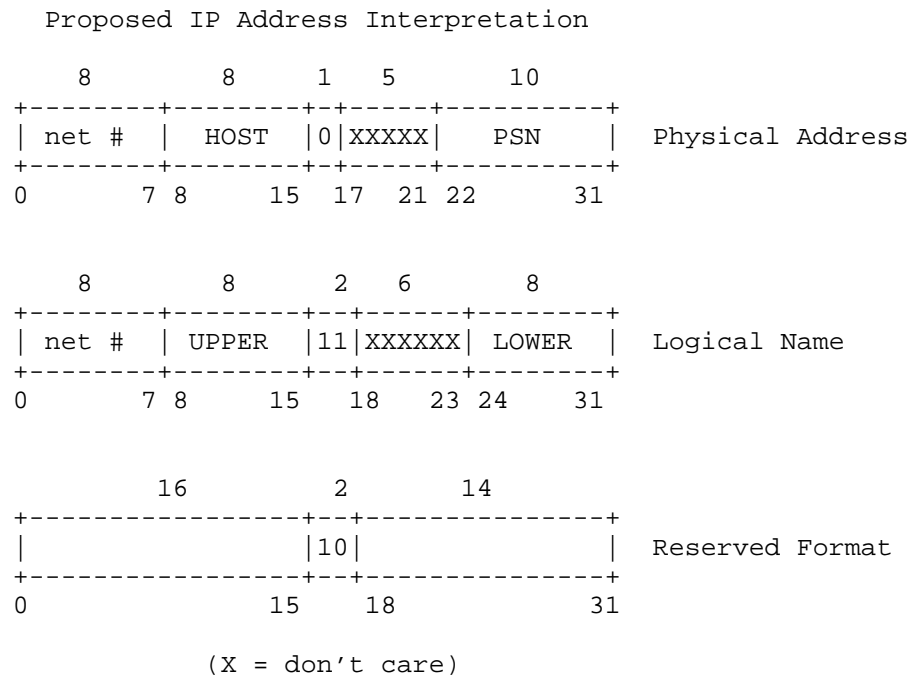 Proposed IP Address Interpretation
8 8 1 5 10
+--------+--------+-+-----+----------+
| net # | HOST |0|XXXXX| PSN | Physical Address
+--------+--------+-+-----+----------+
0 7 8 15 17 21 22 31
8 8 2 6 8
+--------+--------+--+------+--------+
| net # | UPPER |11|XXXXXX| LOWER | Logical Name
+--------+--------+--+------+--------+
0 7 8 15 18 23 24 31
16 2 14
+-----------------+--+---------------+
| |10| | Reserved Format
+-----------------+--+---------------+
0 15 18 31
(X = don't care)